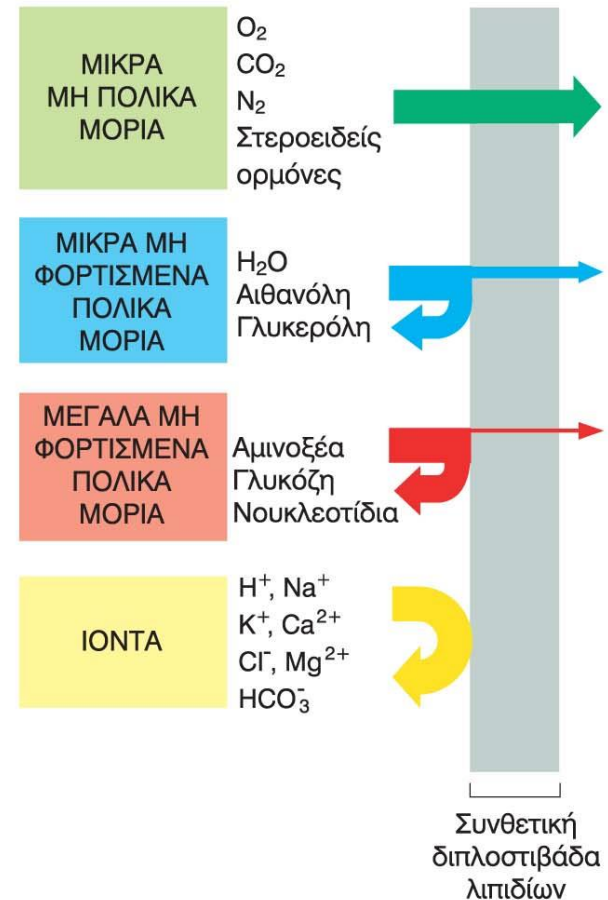 ΜΙΚΡΑ
ΜΗ ΠΟΛΙΚΑ
ΜΟΡΙΑ
O₂
CO₂
N₂
Στεροειδείς
ορμόνες
ΜΙΚΡΑ ΜΗ
ΦΟΡΤΙΣΜΕΝΑ
ΠΟΛΙΚΑ
ΜΟΡΙΑ
H₂O
Αιθανόλη
Γλυκερόλη
ΜΕΓΑΛΑ ΜΗ
ΦΟΡΤΙΣΜΕΝΑ
ΠΟΛΙΚΑ
ΜΟΡΙΑ
Αμινοξέα
Γλυκόζη
Νουκλεοτίδια
ΙΟΝΤΑ
H⁺, Na⁺
K⁺, Ca²⁺
Cl⁻, Mg²⁺
HCO₃⁻
Συνθετική
διπλοστιβάδα
λιπιδίων